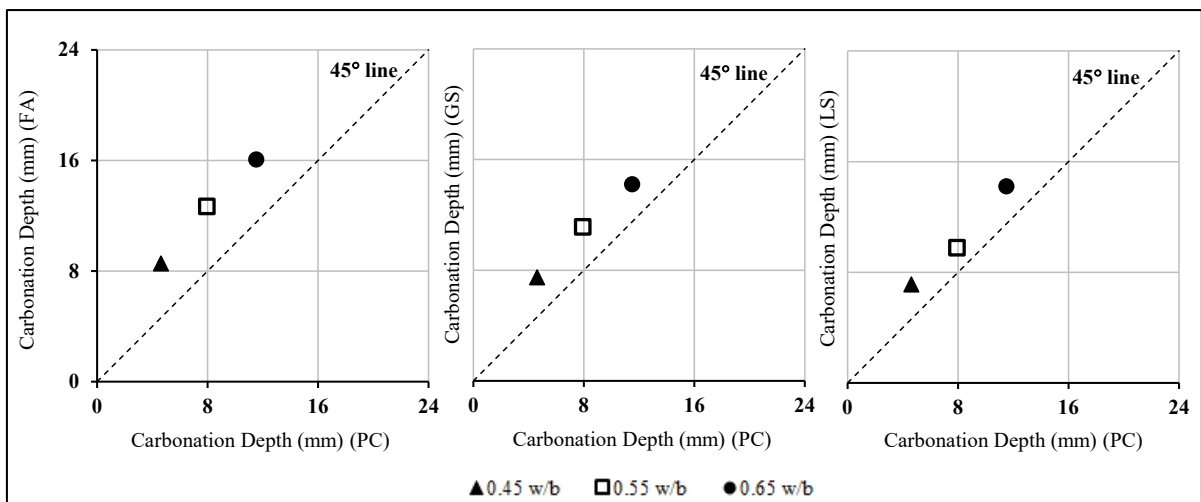 24
16
8
0
0
8
16
24
45° line
Carbonation Depth (mm) (FA)
Carbonation Depth (mm) (PC)
0
8
16
24
45° line
Carbonation Depth (mm) (GS)
Carbonation Depth (mm) (PC)
0
8
16
24
45° line
Carbonation Depth (mm) (LS)
Carbonation Depth (mm) (PC)
0.45 w/b 0.55 w/b 0.65 w/b